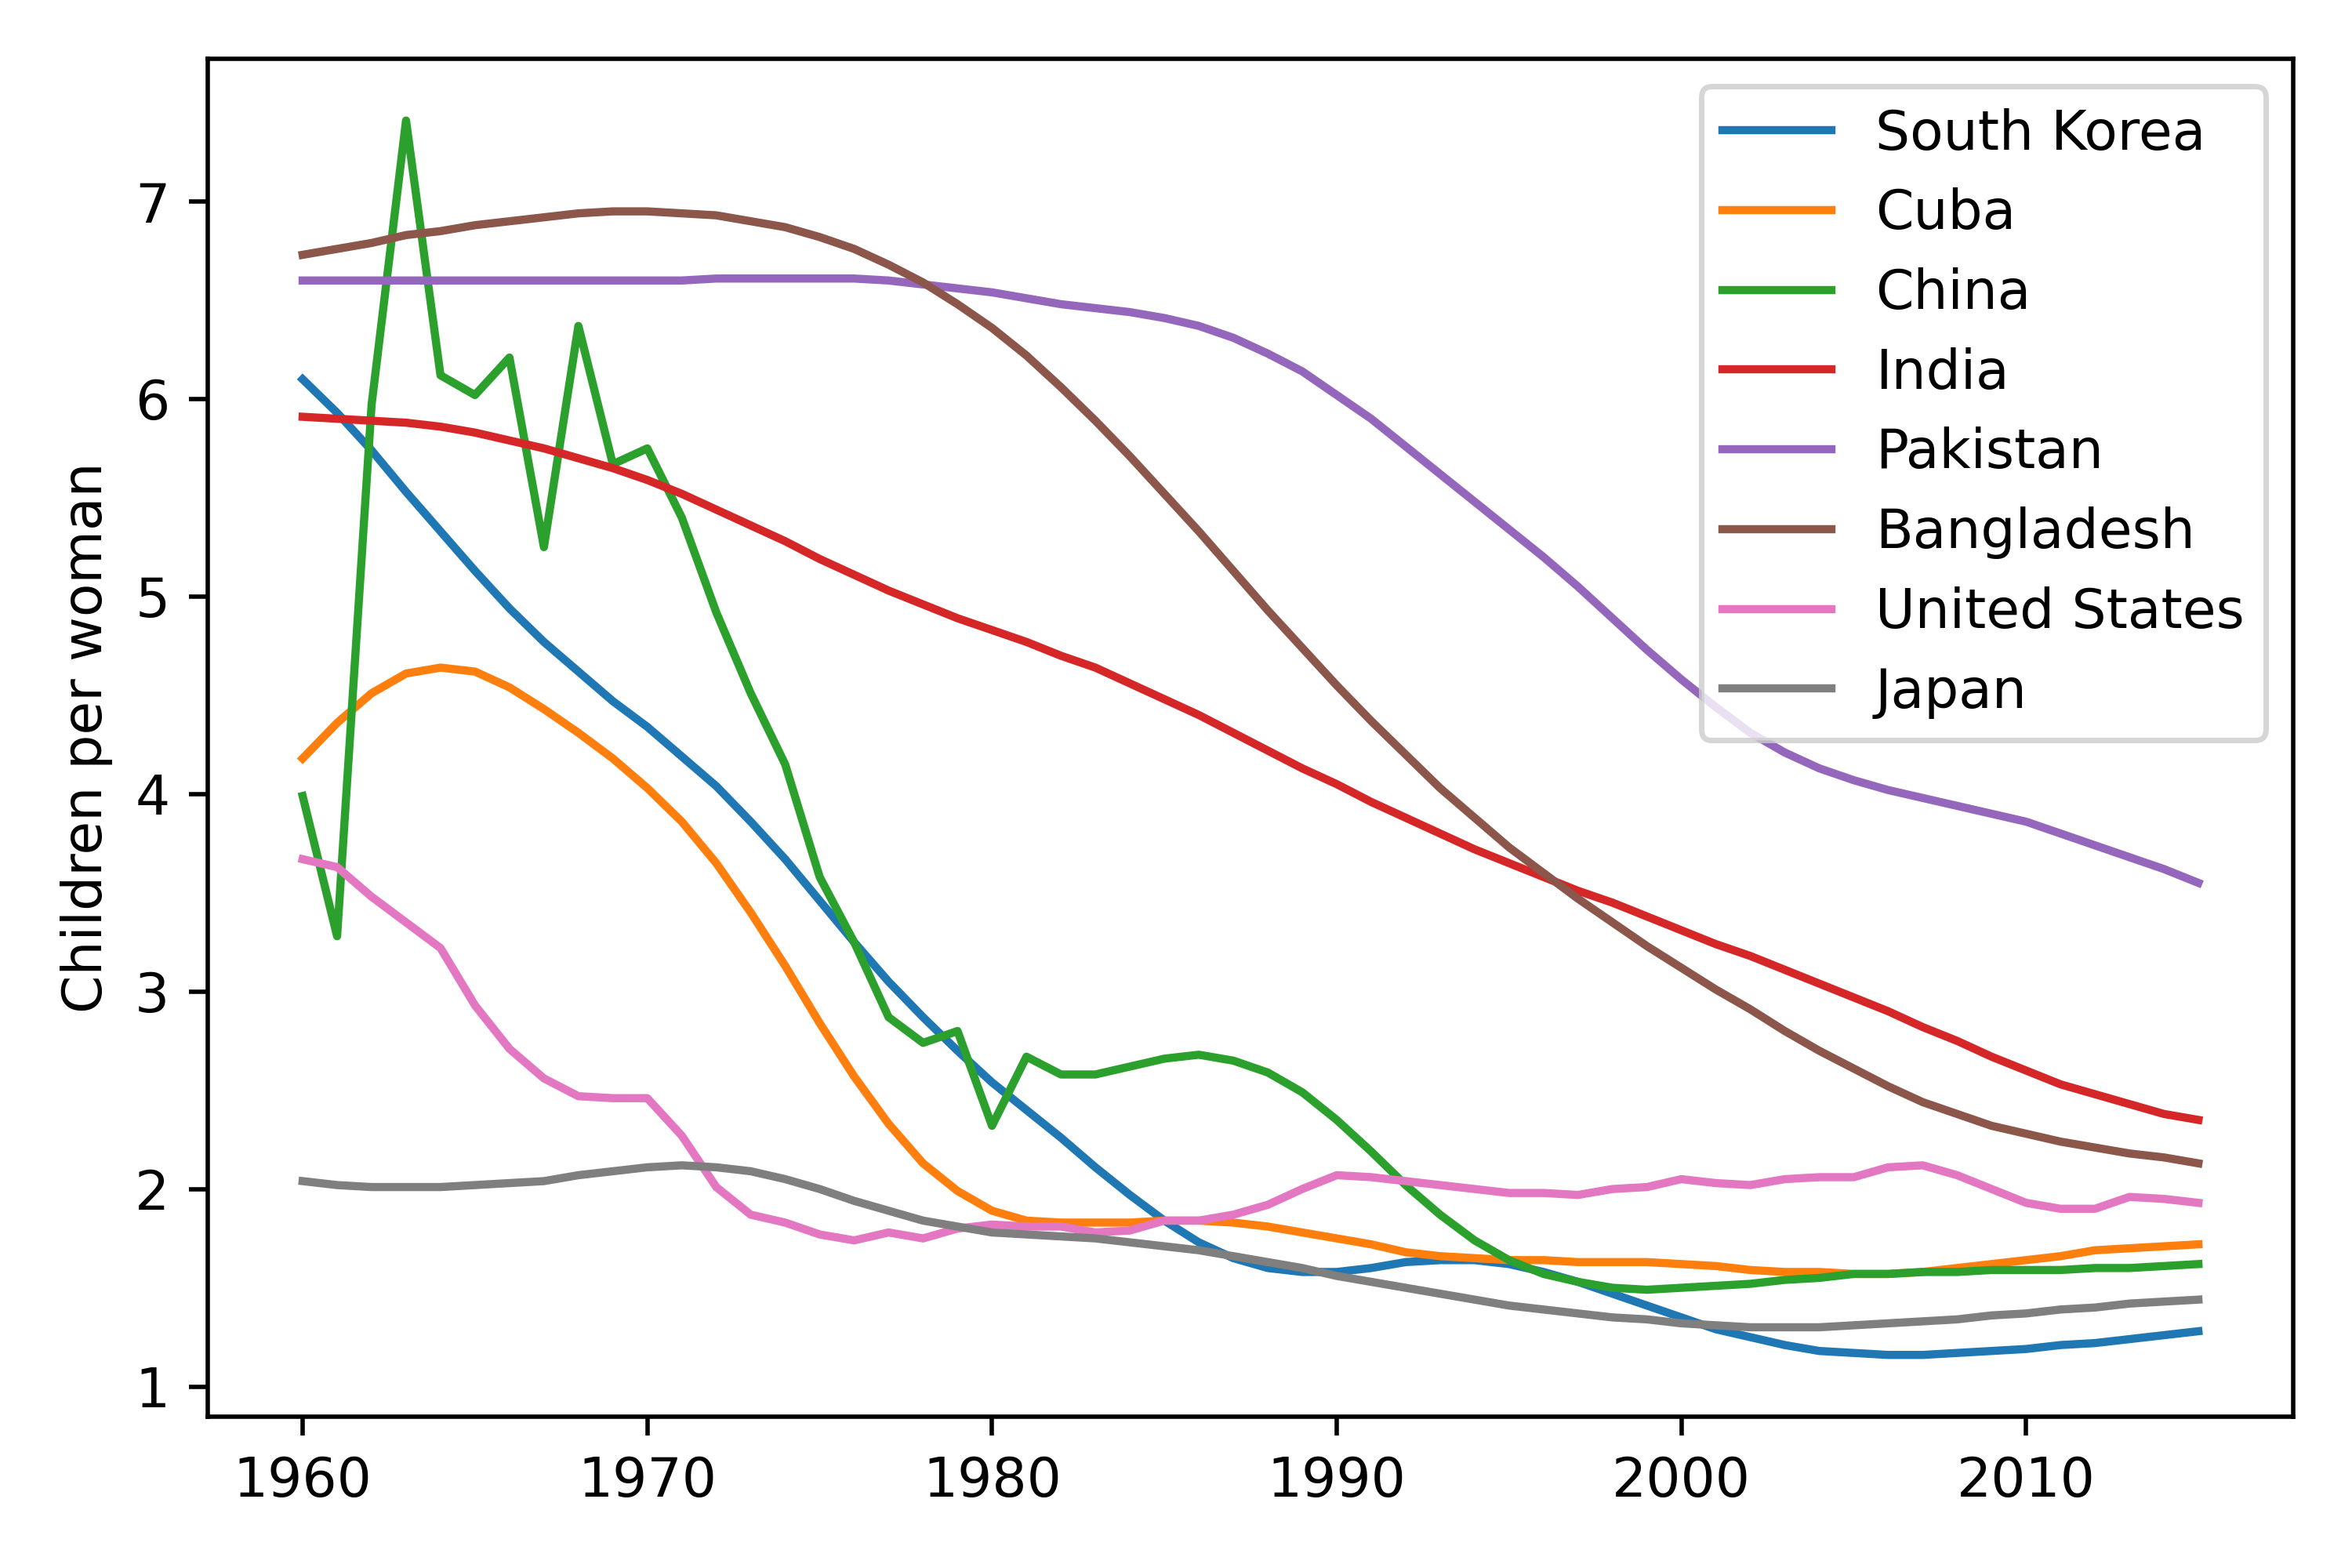 Children per woman
7
6
5
4
3
2
1
1960 1970 1980 1990 2000 2010
South Korea
Cuba
China
India
Pakistan
Bangladesh
United States
Japan